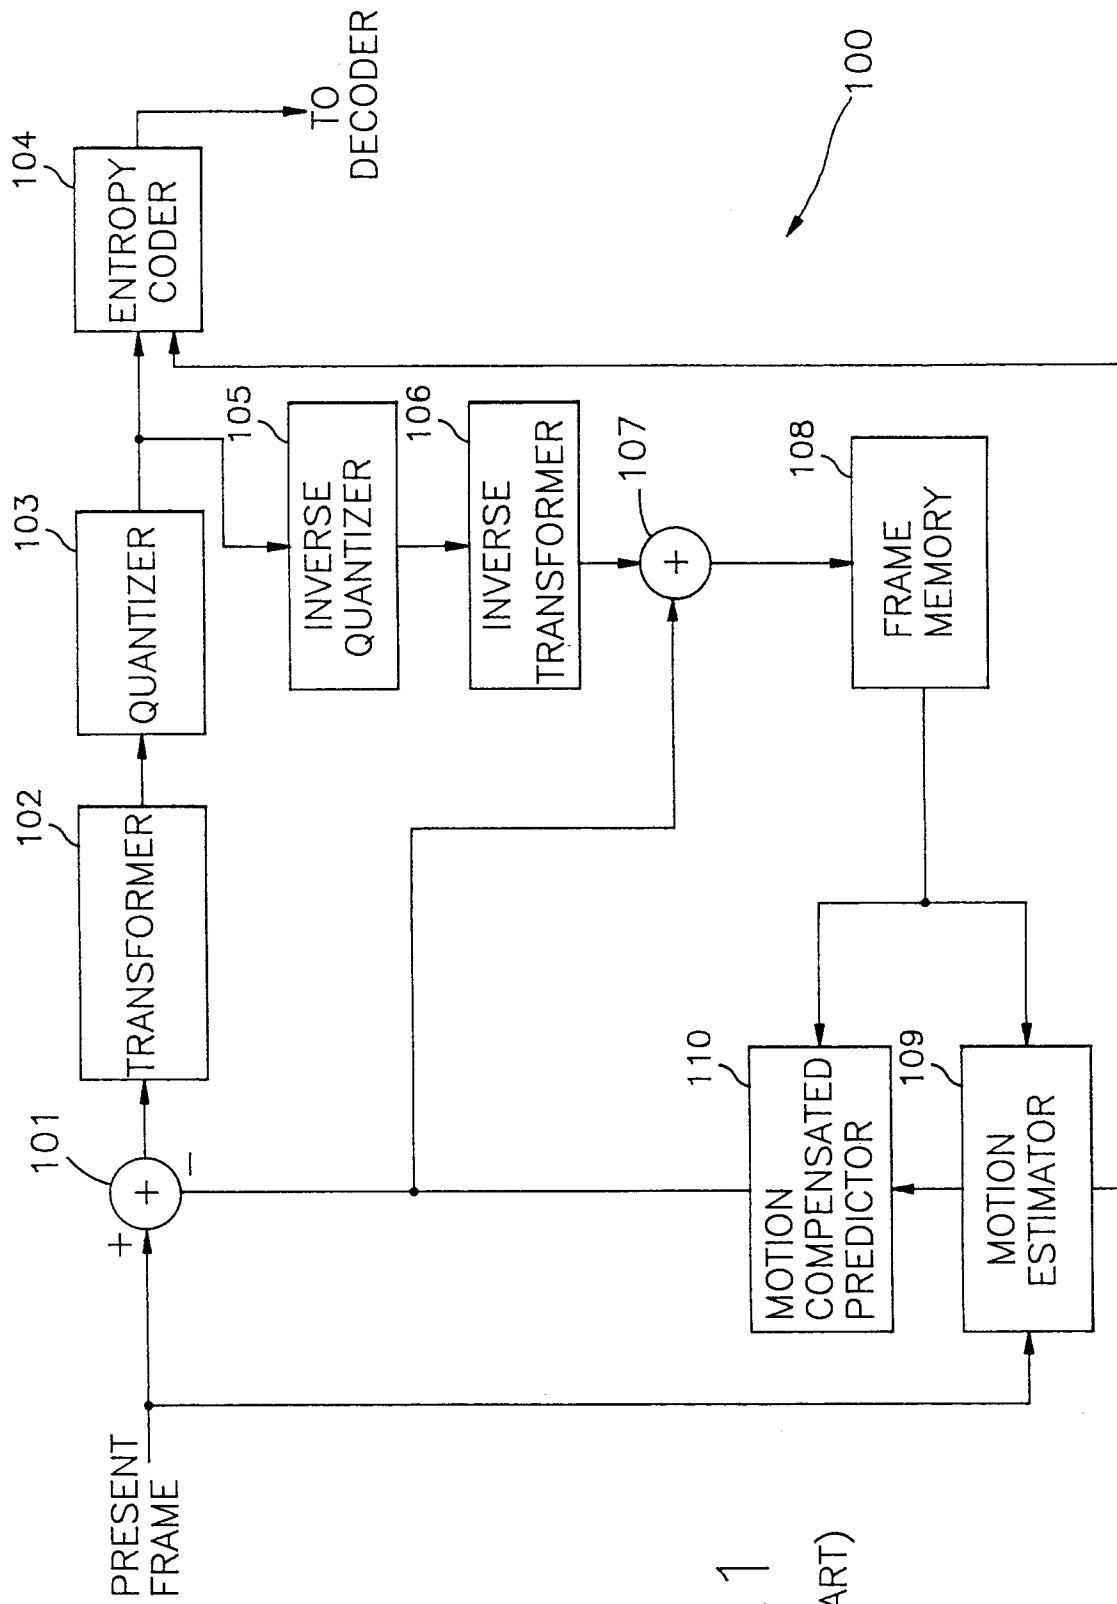 PRESENT
FRAME
+
101
+
−
102
TRANSFORMER
103
QUANTIZER
104
ENTROPY
CODER
TO
DECODER
105
INVERSE
QUANTIZER
106
INVERSE
TRANSFORMER
107
+
108
FRAME
MEMORY
110
MOTION
COMPENSATED
PREDICTOR
109
MOTION
ESTIMATOR
100
1
ART)